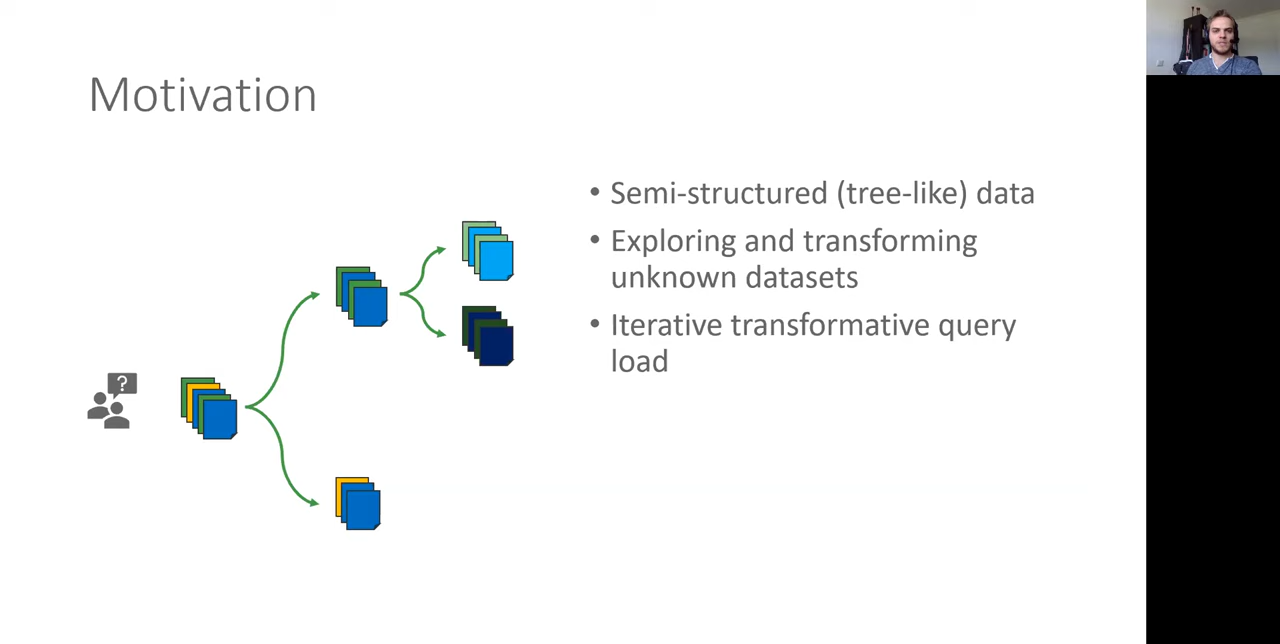 Motivation
?
• Semi-structured (tree-like) data
• Exploring and transforming
unknown datasets
• Iterative transformative query
load